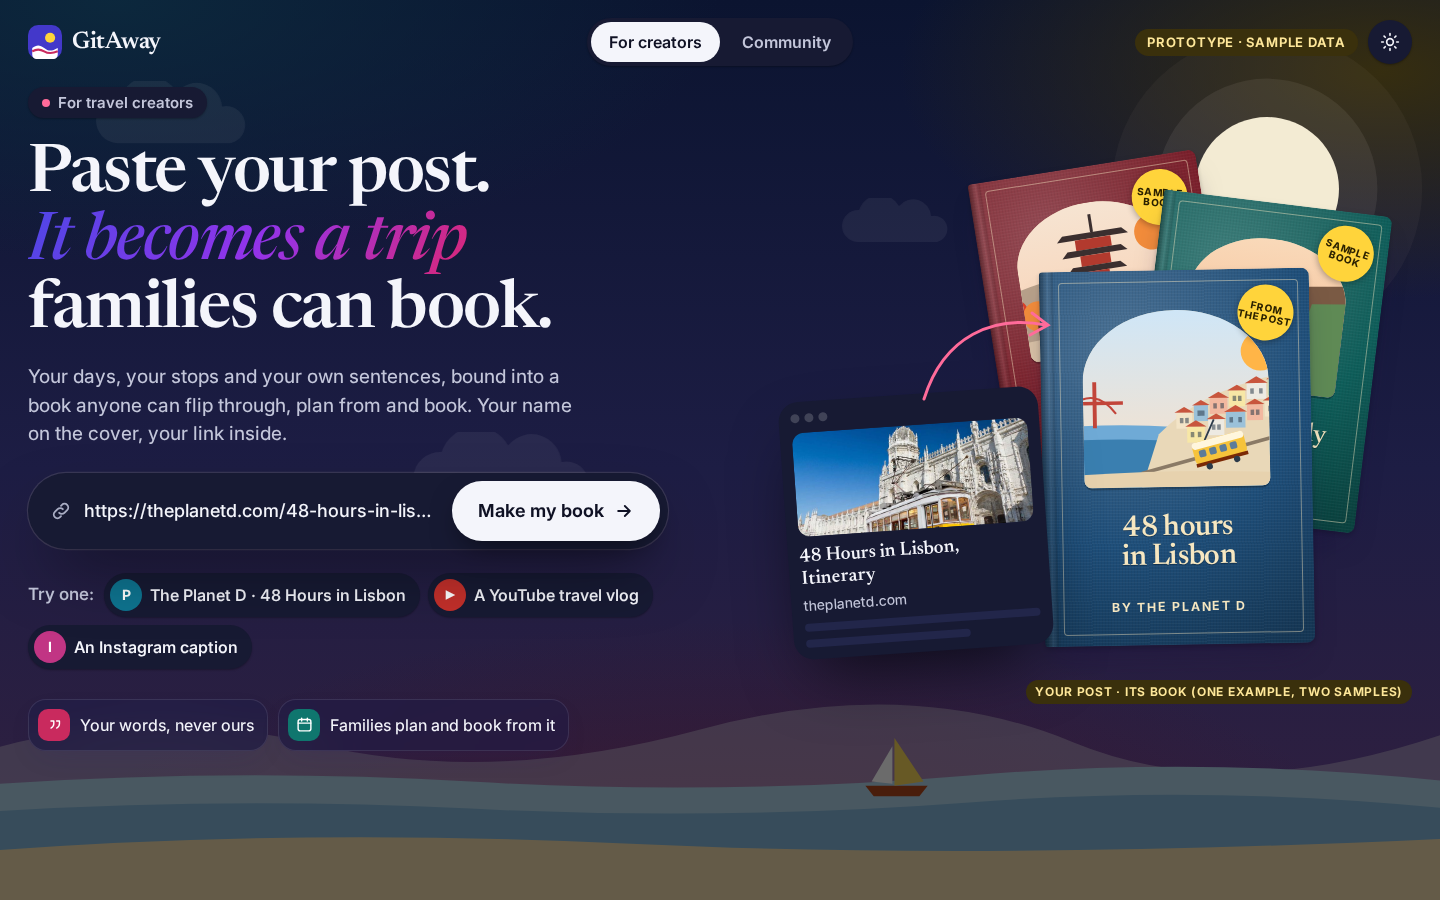 GitAway
For creators
Community
PROTOTYPE · SAMPLE DATA
For travel creators
Paste your post.
It becomes a trip
families can book.
Your days, your stops and your own sentences, bound into a
book anyone can flip through, plan from and book. Your name
on the cover, your link inside.
https://theplanetd.com/48-hours-in-lis...
Make my book →
Try one:
P The Planet D · 48 Hours in Lisbon
A YouTube travel vlog
I An Instagram caption
Your words, never ours
Families plan and book from it
SAMPLE
BOOK
SAMPLE
BOOK
FROM
THE POST
48 hours
in Lisbon
BY THE PLANET D
48 Hours in Lisbon,
Itinerary
theplanetd.com
YOUR POST · ITS BOOK (ONE EXAMPLE, TWO SAMPLES)